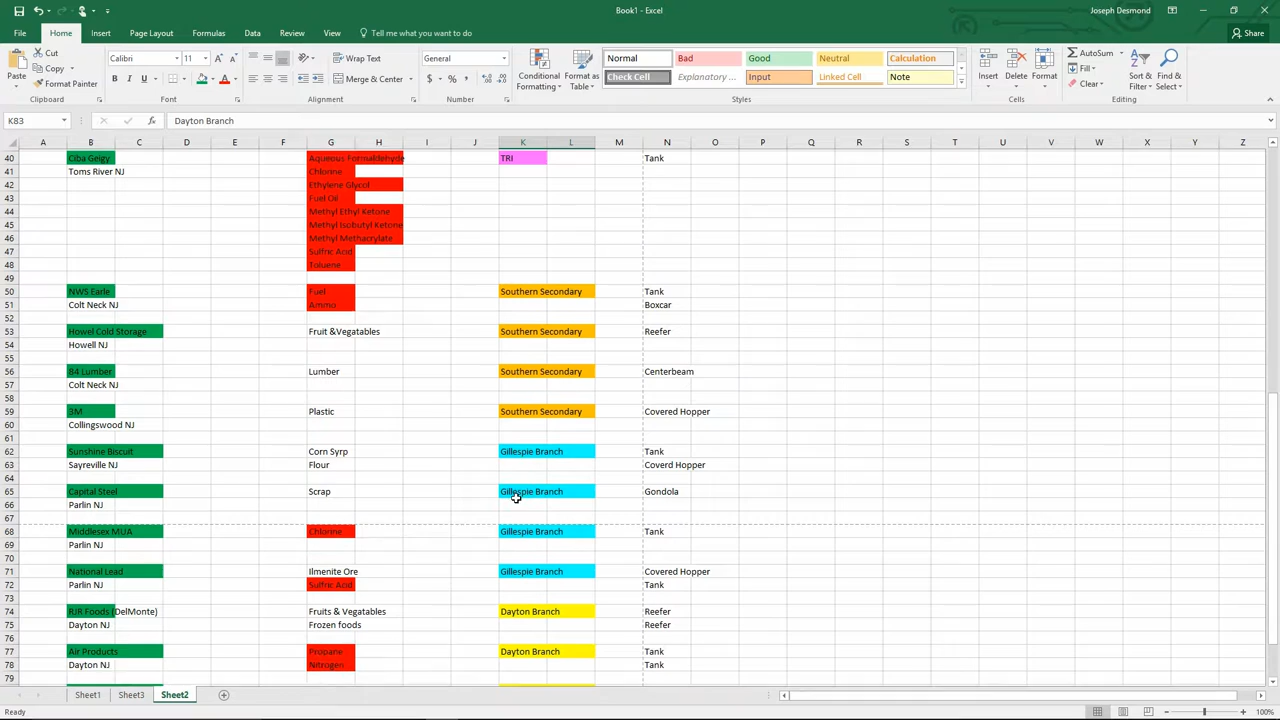 Book1 - Excel
Joseph Desmond
File Home Insert Page Layout Formulas Data Review View Tell me what you want to do Share
Paste Cut Copy Format Painter
Calibri 11 Wrap Text Merge & Center General
B I U
Conditional Formatting Format as Table
Normal Bad Good Neutral Calculation
Check Cell Explanatory ... Input Linked Cell Note
Insert Delete Format AutoSum Fill Clear Sort & Filter Find & Select
Clipboard Font Alignment Number Styles Cells Editing
K83 fx Dayton Branch
A B C D E F G H I J K L M N O P Q R S T U V W X Y Z
40 Ciba Geigy Aqueous Formaldehyde TRI Tank
41 Toms River NJ Chlorine
42 Ethylene Glycol
43 Fuel Oil
44 Methyl Ethyl Ketone
45 Methyl Isobutyl Ketone
46 Methyl Methacrylate
47 Sulfric Acid
48 Toluene
49
50 NWS Earle Fuel Southern Secondary Tank
51 Colt Neck NJ Ammo Boxcar
52
53 Howel Cold Storage Fruit &Vegatables Southern Secondary Reefer
54 Howell NJ
55
56 84 Lumber Lumber Southern Secondary Centerbeam
57 Colt Neck NJ
58
59 3M Plastic Southern Secondary Covered Hopper
60 Collingswood NJ
61
62 Sunshine Biscuit Corn Syrp Gillespie Branch Tank
63 Sayreville NJ Flour Coverd Hopper
64
65 Capital Steel Scrap Gillespie Branch Gondola
66 Parlin NJ
67
68 Middlesex MUA Chlorine Gillespie Branch Tank
69 Parlin NJ
70
71 National Lead Ilmenite Ore Gillespie Branch Covered Hopper
72 Parlin NJ Sulfric Acid Tank
73
74 RJR Foods (DelMonte) Fruits & Vegatables Dayton Branch Reefer
75 Dayton NJ Frozen foods Reefer
76
77 Air Products Propane Dayton Branch Tank
78 Dayton NJ Nitrogen Tank
79
Sheet1 Sheet3 Sheet2
Ready 100%